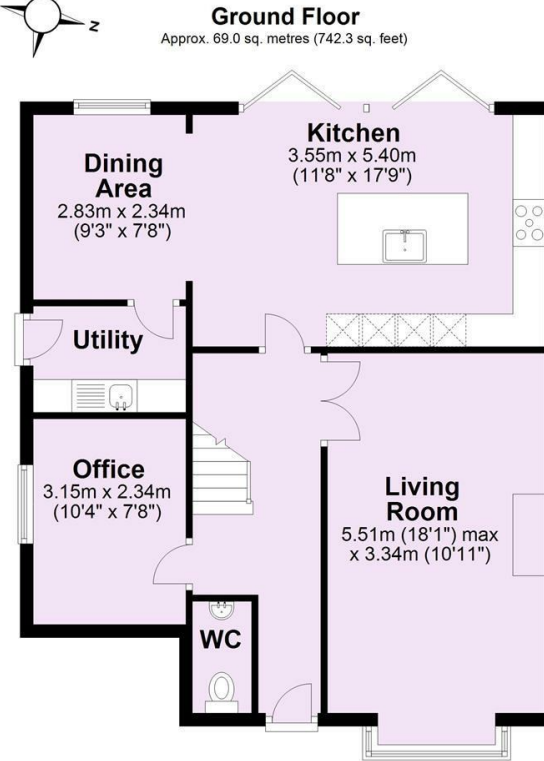 N
Ground Floor
Approx. 69.0 sq. metres (742.3 sq. feet)
Kitchen
3.55m x 5.40m
(11'8" x 17'9")
Dining
Area
2.83m x 2.34m
(9'3" x 7'8")
Utility
Office
3.15m x 2.34m
(10'4" x 7'8")
Living
Room
5.51m (18'1") max
x 3.34m (10'11")
WC